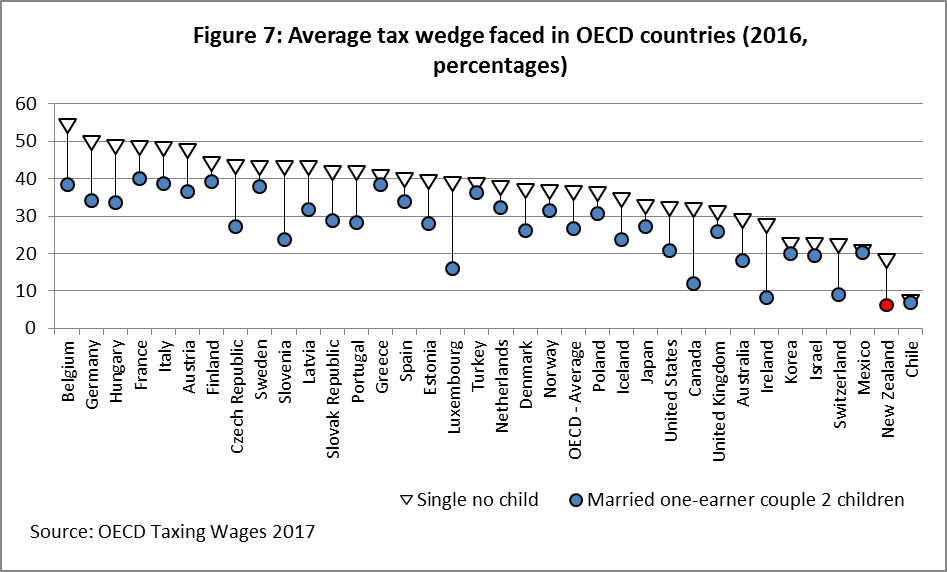 Figure 7: Average tax wedge faced in OECD countries (2016,
percentages)
60
50
40
30
20
10
0
Belgium
Germany
Hungary
France
Italy
Austria
Finland
Czech Republic
Sweden
Slovenia
Latvia
Slovak Republic
Portugal
Greece
Spain
Estonia
Luxembourg
Turkey
Netherlands
Denmark
Norway
OECD - Average
Poland
Iceland
Japan
United States
Canada
United Kingdom
Australia
Ireland
Korea
Israel
Switzerland
Mexico
New Zealand
Chile
Single no child
Married one-earner couple 2 children
Source: OECD Taxing Wages 2017